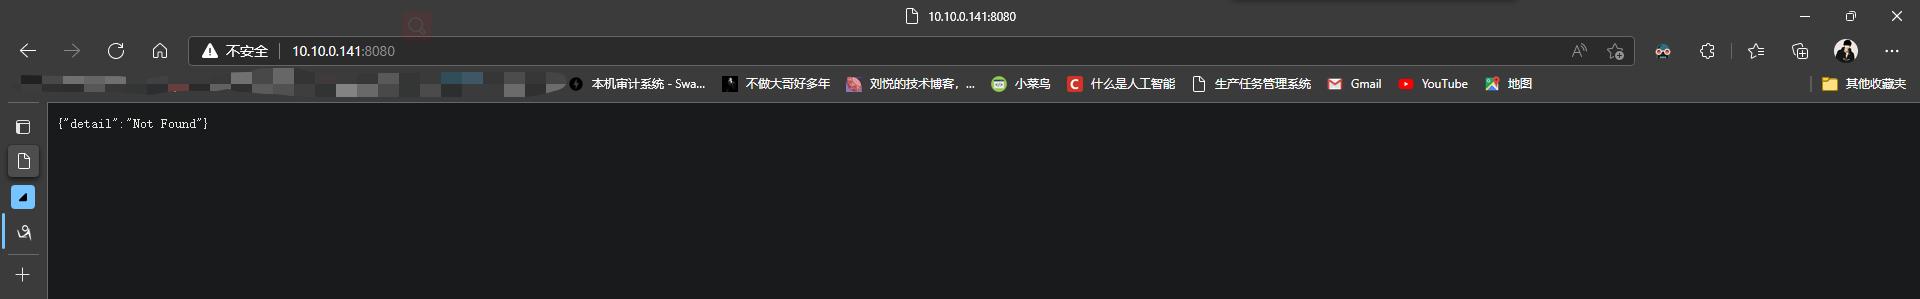 10.10.0.141:8080
不安全 10.10.0.141:8080
本机审计系统 - Swa... 不做大哥好多年 刘悦的技术博客，... 小菜鸟 什么是人工智能 生产任务管理系统 Gmail YouTube 地图 其他收藏夹
{"detail":"Not Found"}